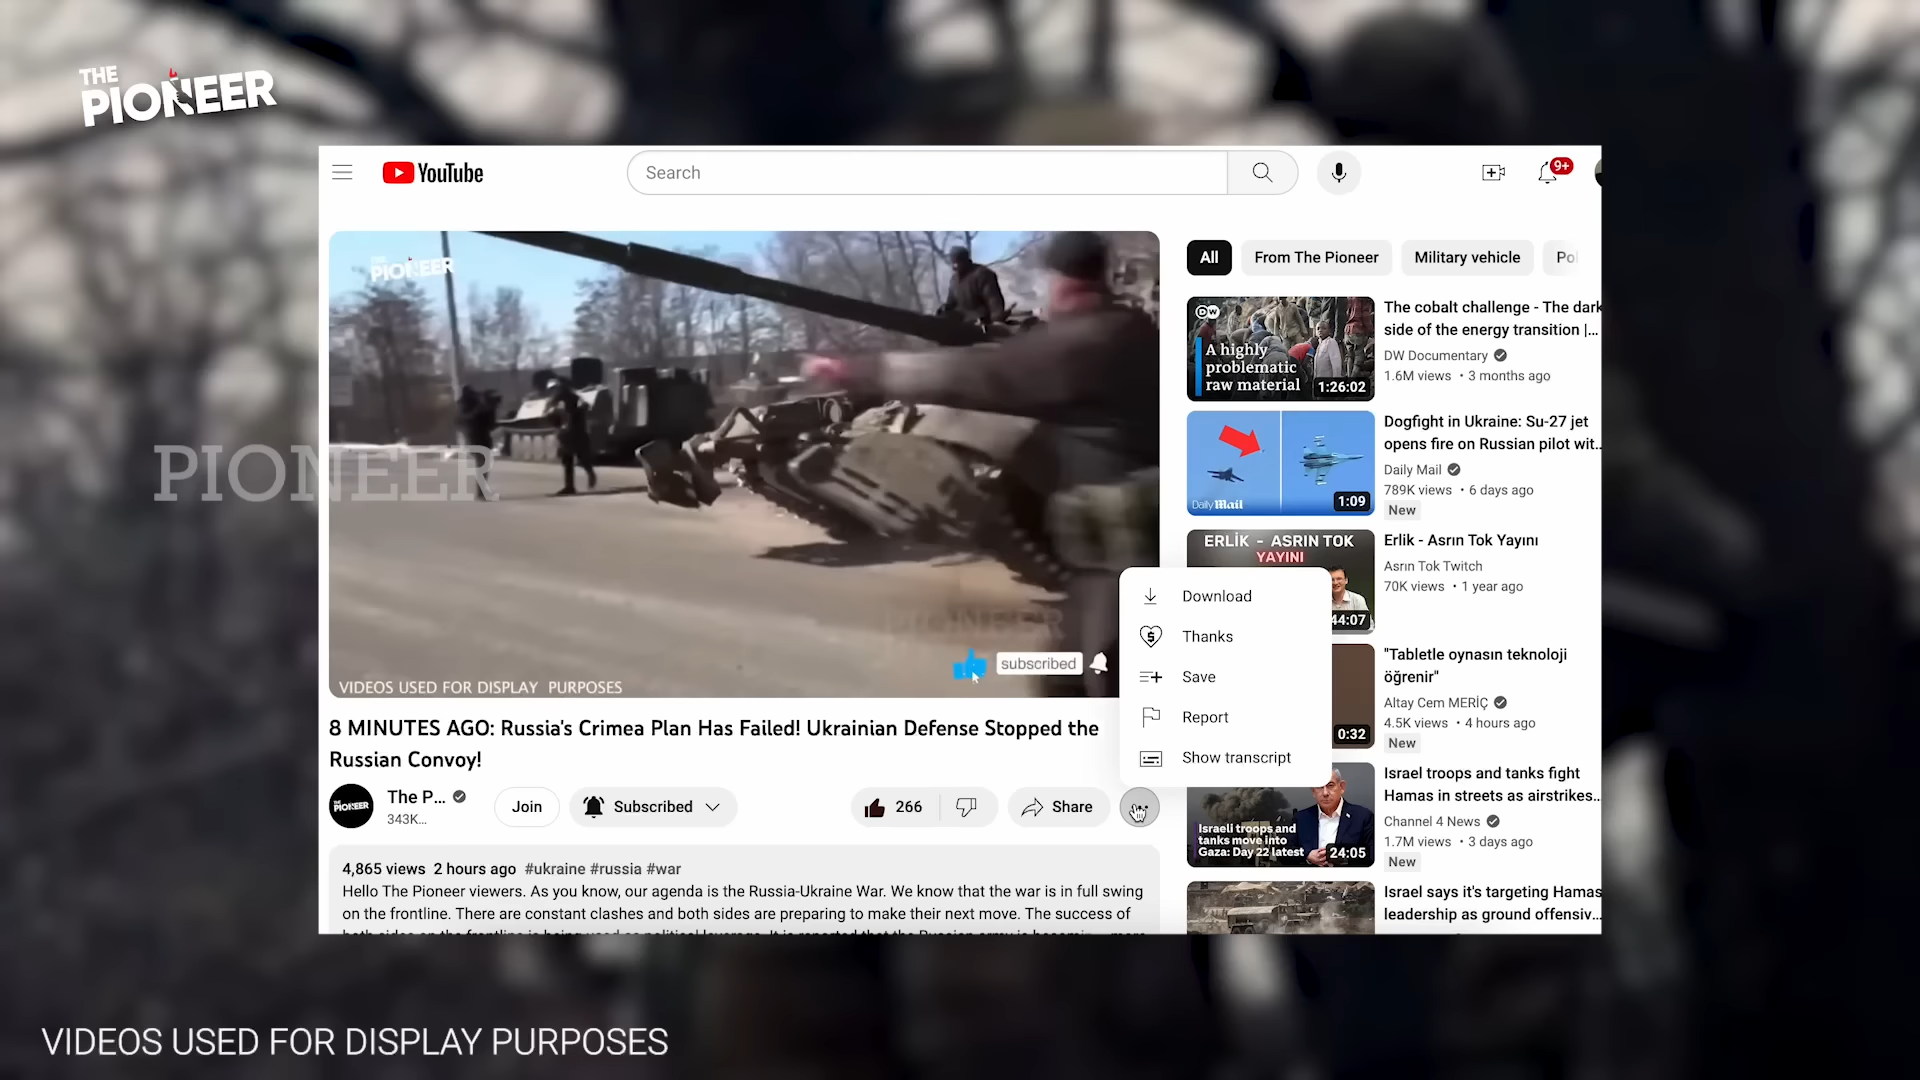 THE
PIONEER
YouTube
Search
9+
PIONEER
PIONEER
PIONEER
subscribed
VIDEOS USED FOR DISPLAY PURPOSES
8 MINUTES AGO: Russia's Crimea Plan Has Failed! Ukrainian Defense Stopped the
Russian Convoy!
PIONEER
The P...
343K...
Join
Subscribed
266
Share
4,865 views 2 hours ago #ukraine #russia #war
Hello The Pioneer viewers. As you know, our agenda is the Russia-Ukraine War. We know that the war is in full swing
on the frontline. There are constant clashes and both sides are preparing to make their next move. The success of
Download
Thanks
Save
Report
Show transcript
All
From The Pioneer
Military vehicle
Pol
DW
A highly
problematic
raw material
1:26:02
The cobalt challenge - The dark
side of the energy transition |...
DW Documentary
1.6M views • 3 months ago
Daily Mail
1:09
Dogfight in Ukraine: Su-27 jet
opens fire on Russian pilot wit...
Daily Mail
789K views • 6 days ago
New
ERLİK - ASRIN TOK
YAYINI
44:07
Erlik - Asrın Tok Yayını
Asrın Tok Twitch
70K views • 1 year ago
0:32
"Tabletle oynasın teknoloji
öğrenir"
Altay Cem MERİÇ
4.5K views • 4 hours ago
New
Israeli troops and
tanks move into
Gaza: Day 22 latest
24:05
Israel troops and tanks fight
Hamas in streets as airstrikes...
Channel 4 News
1.7M views • 3 days ago
New
Israel says it's targeting Hamas
leadership as ground offensiv...
VIDEOS USED FOR DISPLAY PURPOSES